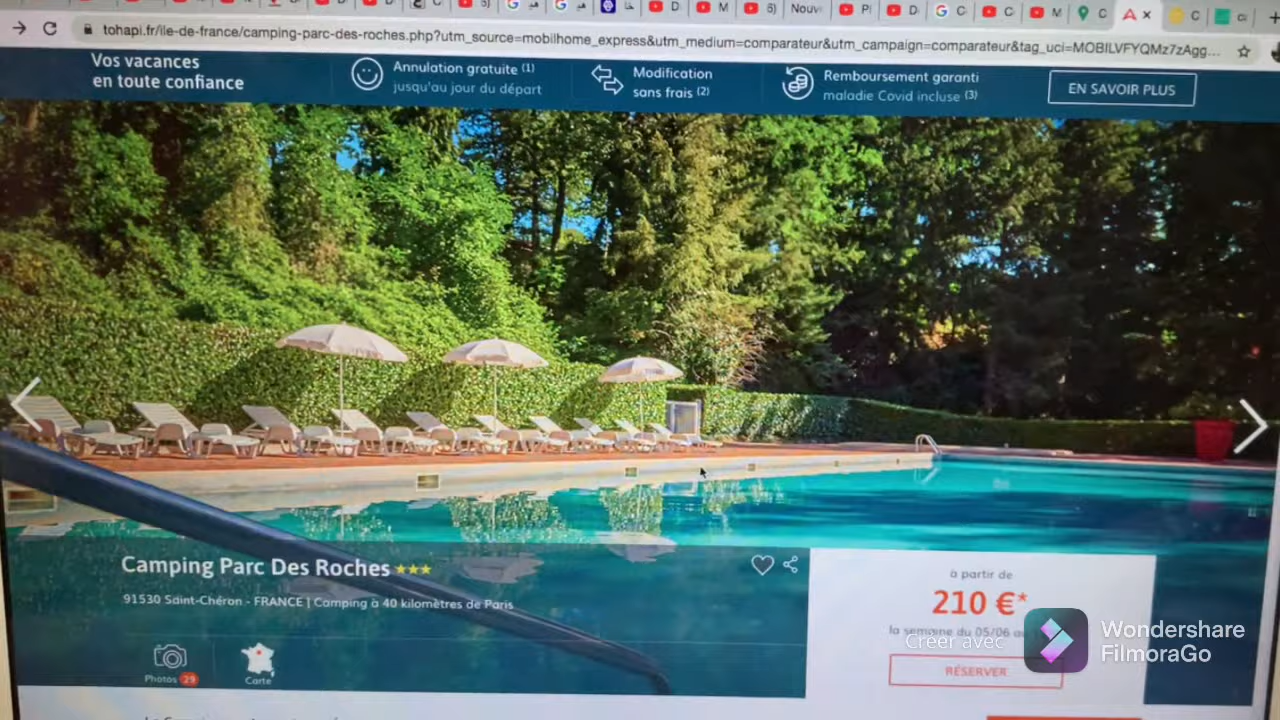 tohapi.fr/ile-de-france/camping-parc-des-roches.php?utm_source=mobilhome_express&utm_medium=comparateur&utm_campaign=comparateur&tag_uci=MOBILVFYQMz7zAgg...
Vos vacances
en toute confiance
Annulation gratuite (1)
jusqu'au jour du départ
Modification
sans frais (2)
Remboursement garanti
maladie Covid incluse (3)
EN SAVOIR PLUS
Camping Parc Des Roches
91530 Saint-Chéron - FRANCE | Camping à 40 kilomètres de Paris
Photos 29
Carte
à partir de
210 €*
la semaine du 05/06
RÉSERVER
Créer avec
Wondershare
FilmoraGo